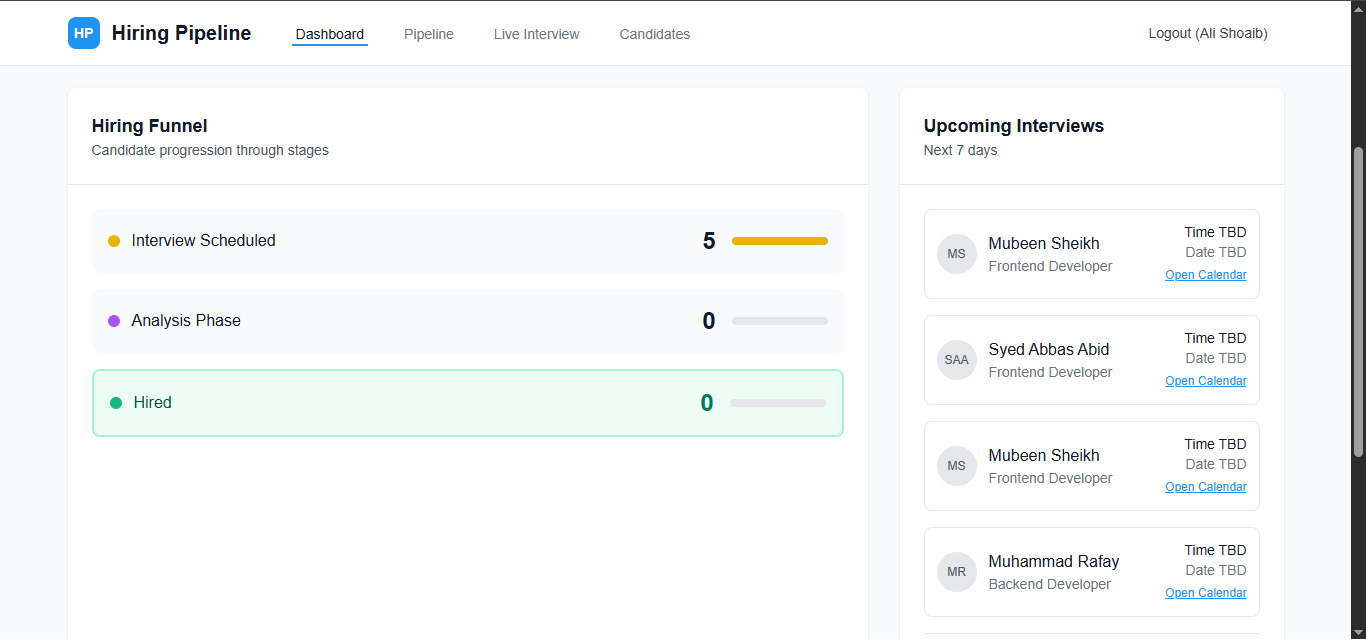 HP Hiring Pipeline Dashboard Pipeline Live Interview Candidates Logout (Ali Shoaib)
Hiring Funnel
Candidate progression through stages
Interview Scheduled 5
Analysis Phase 0
Hired 0
Upcoming Interviews
Next 7 days
MS
Mubeen Sheikh
Frontend Developer
Time TBD
Date TBD
Open Calendar
SAA
Syed Abbas Abid
Frontend Developer
Time TBD
Date TBD
Open Calendar
MS
Mubeen Sheikh
Frontend Developer
Time TBD
Date TBD
Open Calendar
MR
Muhammad Rafay
Backend Developer
Time TBD
Date TBD
Open Calendar